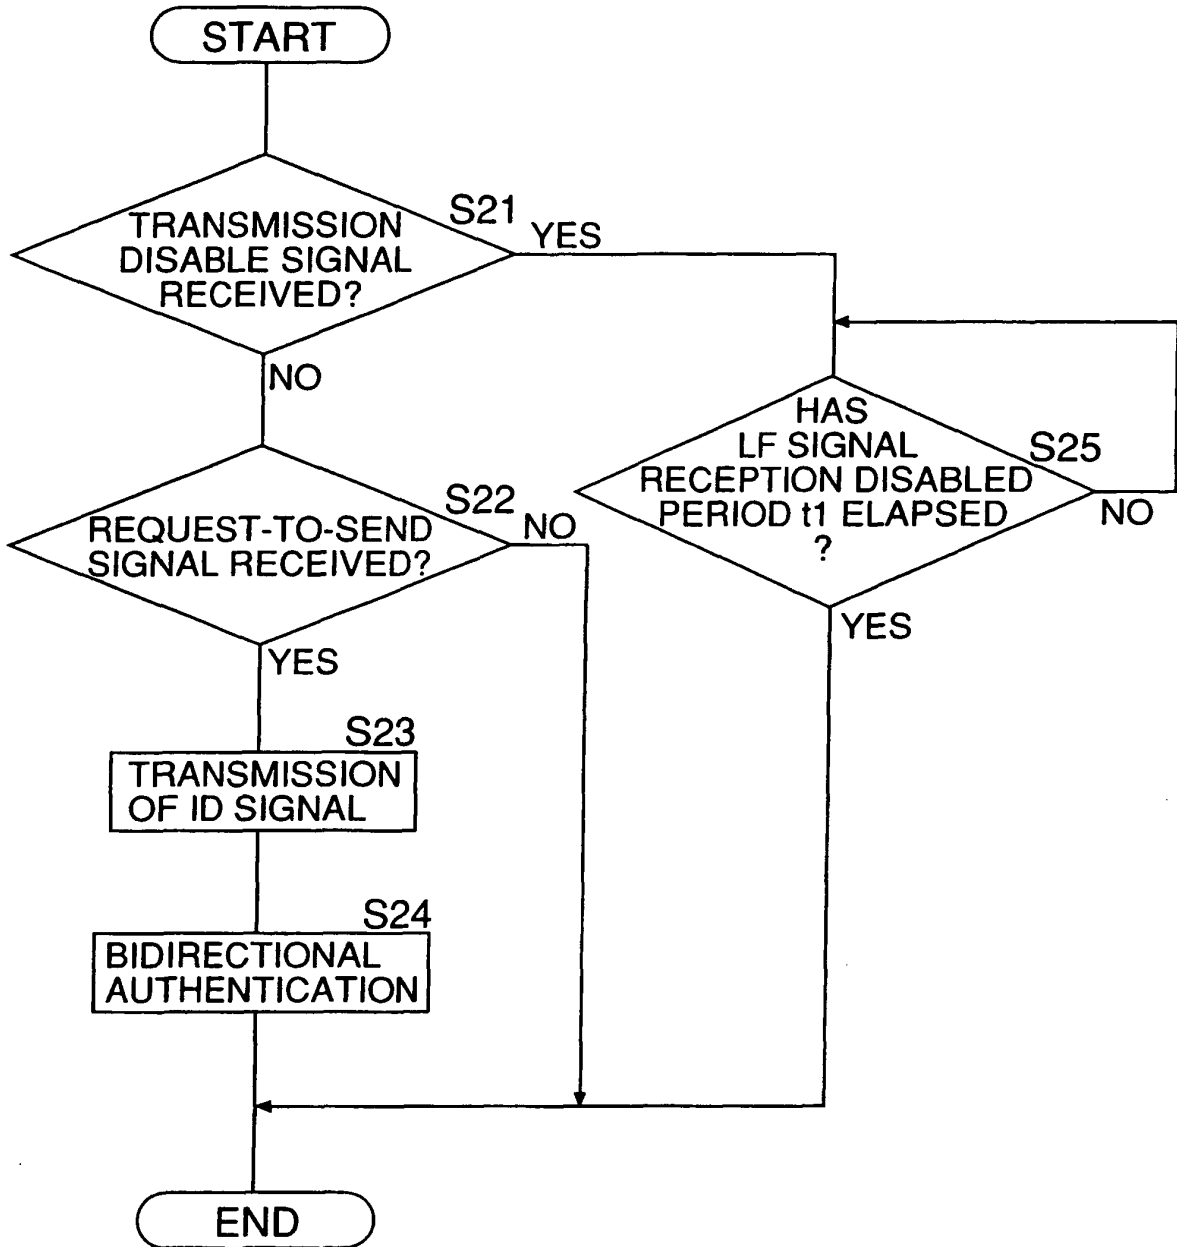 START
S21
TRANSMISSION
DISABLE SIGNAL
RECEIVED?
YES
NO
HAS
LF SIGNAL
RECEPTION DISABLED
PERIOD t1 ELAPSED
?
S25
NO
YES
S22
REQUEST-TO-SEND
SIGNAL RECEIVED?
NO
YES
S23
TRANSMISSION
OF ID SIGNAL
S24
BIDIRECTIONAL
AUTHENTICATION
END